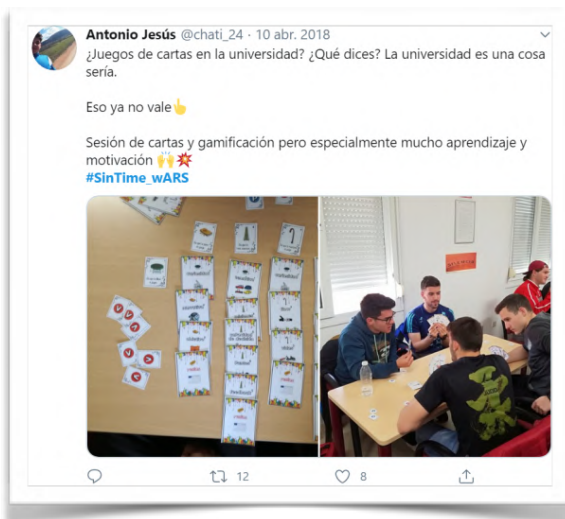 Antonio Jesús @chati_24 · 10 abr. 2018
¿Juegos de cartas en la universidad? ¿Qué dices? La universidad es una cosa
sería.
Eso ya no vale👆
Sesión de cartas y gamificación pero especialmente mucho aprendizaje y
motivación 🙌💥
#SinTime_wARS
12
8